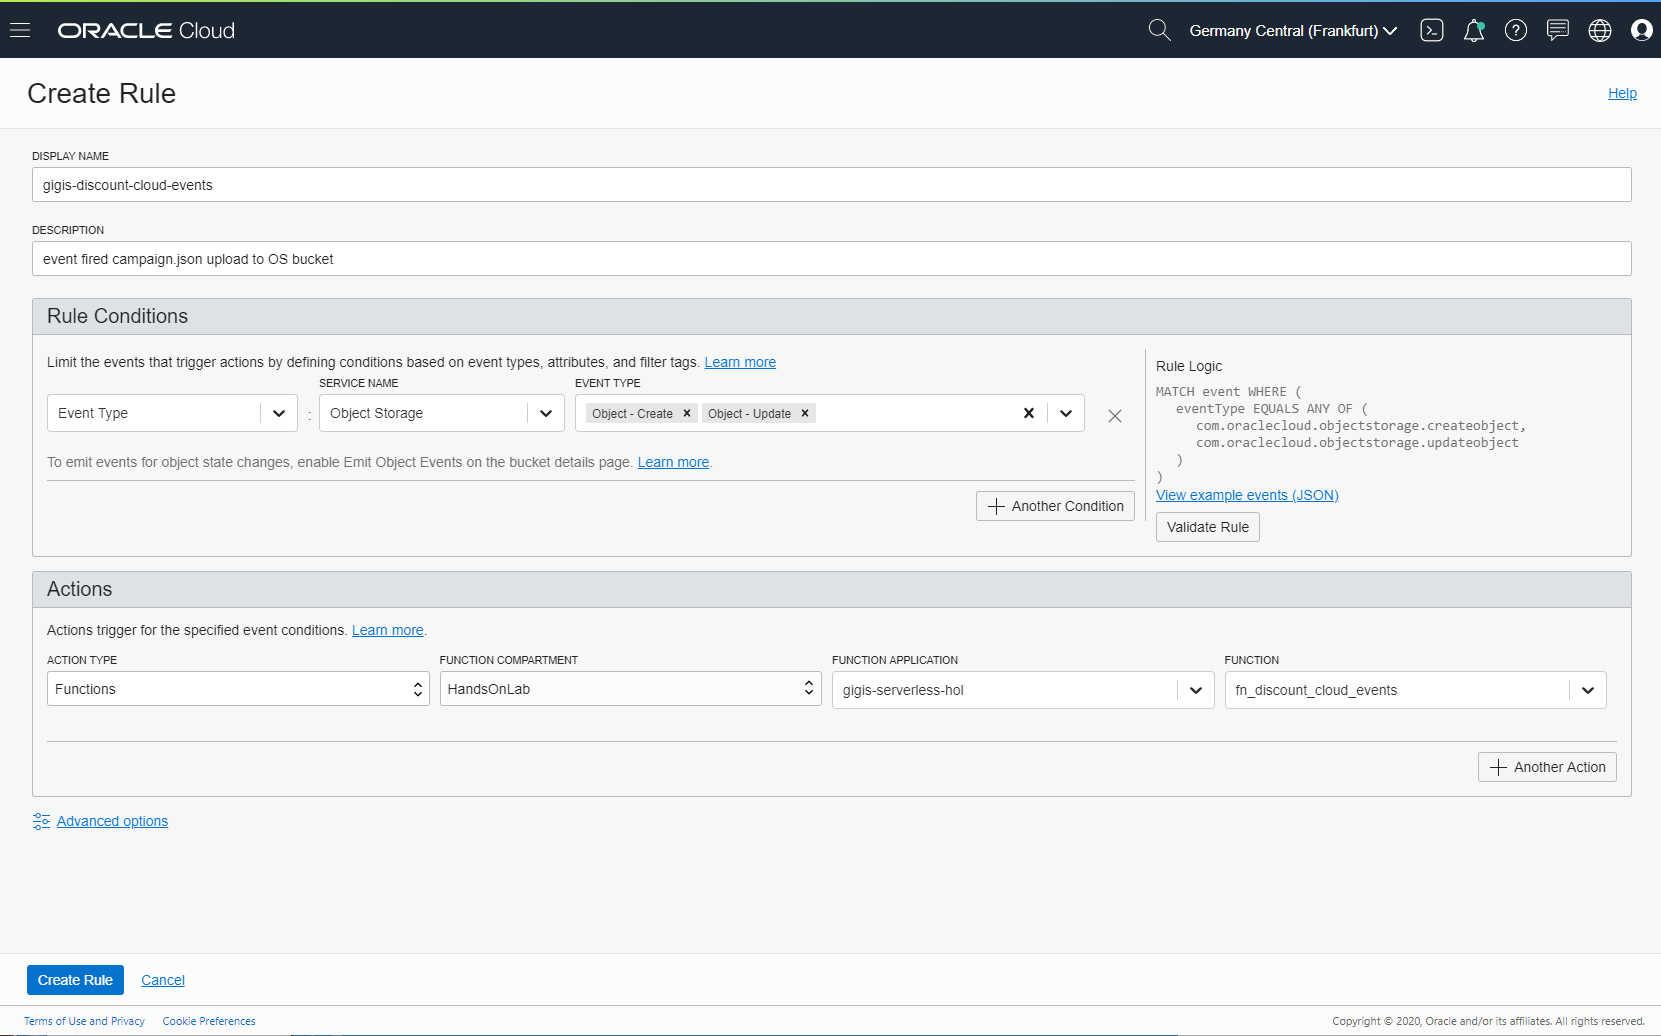 ORACLE Cloud
Germany Central (Frankfurt)
Create Rule
Help
DISPLAY NAME
gigis-discount-cloud-events
DESCRIPTION
event fired campaign.json upload to OS bucket
Rule Conditions
Limit the events that trigger actions by defining conditions based on event types, attributes, and filter tags. Learn more
SERVICE NAME
EVENT TYPE
Event Type
:
Object Storage
Object - Create
Object - Update
To emit events for object state changes, enable Emit Object Events on the bucket details page. Learn more.
Another Condition
Rule Logic
MATCH event WHERE (
eventType EQUALS ANY OF (
com.oraclecloud.objectstorage.createobject,
com.oraclecloud.objectstorage.updateobject
)
)
View example events (JSON)
Validate Rule
Actions
Actions trigger for the specified event conditions. Learn more.
ACTION TYPE
FUNCTION COMPARTMENT
FUNCTION APPLICATION
FUNCTION
Functions
HandsOnLab
gigis-serverless-hol
fn_discount_cloud_events
Another Action
Advanced options
Create Rule
Cancel
Terms of Use and Privacy
Cookie Preferences
Copyright © 2020, Oracle and/or its affiliates. All rights reserved.